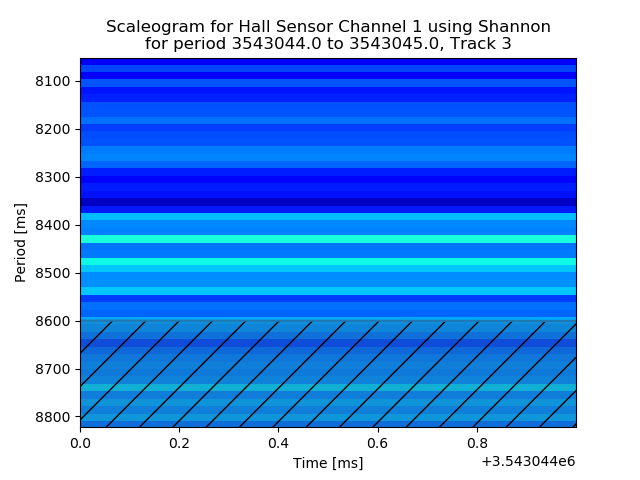 Scaleogram for Hall Sensor Channel 1 using Shannon
for period 3543044.0 to 3543045.0, Track 3
Period [ms]
8100
8200
8300
8400
8500
8600
8700
8800
0.0 0.2 0.4 0.6 0.8
Time [ms]
+3.543044e6